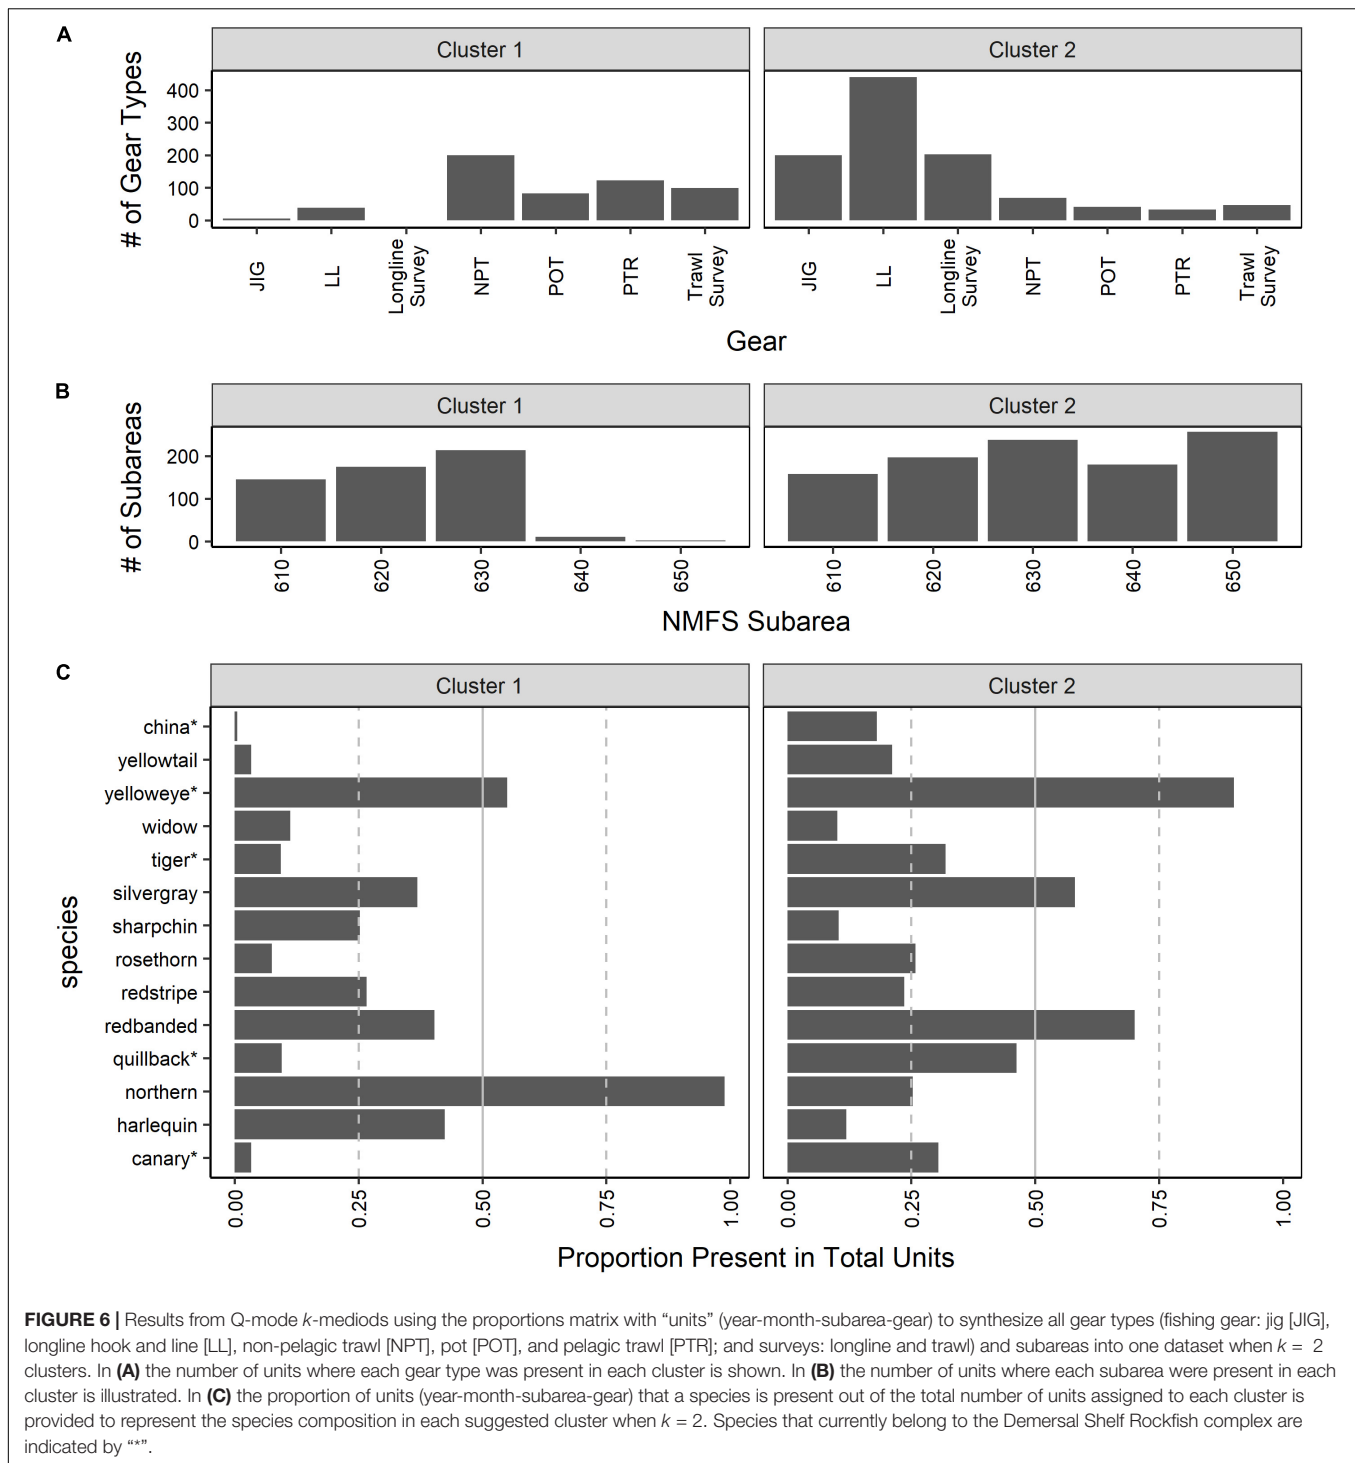 A
Cluster 1
Cluster 2
# of Gear Types
400
300
200
100
0
JIG
LL
Longline
Survey
NPT
POT
PTR
Trawl
Survey
JIG
LL
Longline
Survey
NPT
POT
PTR
Trawl
Survey
Gear
B
Cluster 1
Cluster 2
# of Subareas
200
100
0
610
620
630
640
650
610
620
630
640
650
NMFS Subarea
C
Cluster 1
Cluster 2
species
china*
yellowtail
yelloweye*
widow
tiger*
silvergray
sharpchin
rosethorn
redstripe
redbanded
quillback*
northern
harlequin
canary*
0.00
0.25
0.50
0.75
1.00
0.00
0.25
0.50
0.75
1.00
Proportion Present in Total Units
FIGURE 6 | Results from Q-mode k-mediods using the proportions matrix with “units” (year-month-subarea-gear) to synthesize all gear types (fishing gear: jig [JIG],
longline hook and line [LL], non-pelagic trawl [NPT], pot [POT], and pelagic trawl [PTR]; and surveys: longline and trawl) and subareas into one dataset when k = 2
clusters. In (A) the number of units where each gear type was present in each cluster is shown. In (B) the number of units where each subarea were present in each
cluster is illustrated. In (C) the proportion of units (year-month-subarea-gear) that a species is present out of the total number of units assigned to each cluster is
provided to represent the species composition in each suggested cluster when k = 2. Species that currently belong to the Demersal Shelf Rockfish complex are
indicated by “*”.